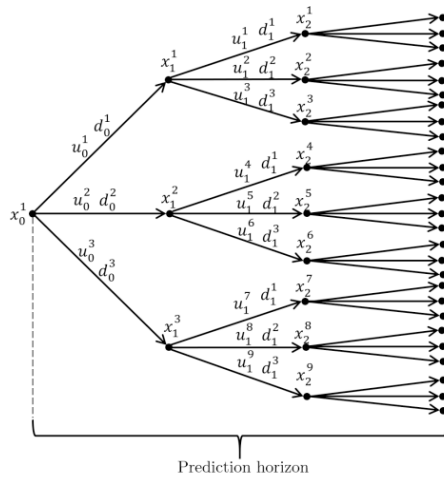 x_0^1
u_0^1 d_0^1
u_0^2 d_0^2
u_0^3 d_0^3
x_1^1
x_1^2
x_1^3
u_1^1 d_1^1
u_1^2 d_1^2
u_1^3 d_1^3
u_1^4 d_1^1
u_1^5 d_1^2
u_1^6 d_1^3
u_1^7 d_1^1
u_1^8 d_1^2
u_1^9 d_1^3
x_2^1
x_2^2
x_2^3
x_2^4
x_2^5
x_2^6
x_2^7
x_2^8
x_2^9
Prediction horizon